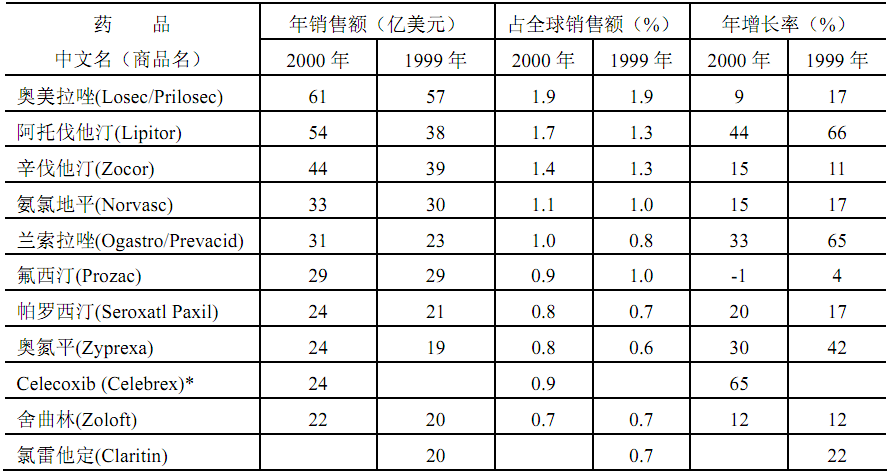 药 品 年销售额（亿美元） 占全球销售额（%） 年增长率（%）
中文名（商品名） 2000 年 1999 年 2000 年 1999 年 2000 年 1999 年
奥美拉唑(Losec/Prilosec) 61 57 1.9 1.9 9 17
阿托伐他汀(Lipitor) 54 38 1.7 1.3 44 66
辛伐他汀(Zocor) 44 39 1.4 1.3 15 11
氨氯地平(Norvasc) 33 30 1.1 1.0 15 17
兰索拉唑(Ogastro/Prevacid) 31 23 1.0 0.8 33 65
氟西汀(Prozac) 29 29 0.9 1.0 -1 4
帕罗西汀(Seroxatl Paxil) 24 21 0.8 0.7 20 17
奥氮平(Zyprexa) 24 19 0.8 0.6 30 42
Celecoxib (Celebrex)* 24 0.9 65
舍曲林(Zoloft) 22 20 0.7 0.7 12 12
氯雷他定(Claritin) 20 0.7 22